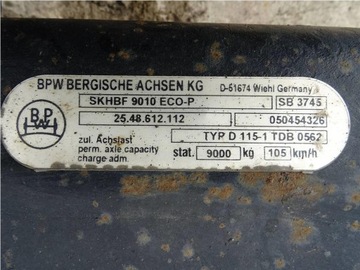 BPW BERGISCHE ACHSEN KG D-51674 Wiehl Germany
SKHBF 9010 ECO-P SB 3745
25.48.612.112 050454326
BPW
TYP D 115-1 TDB 0562
zul. Achslast
perm. axle capacity
charge adm.
stat. 9000 kg 105 km/h